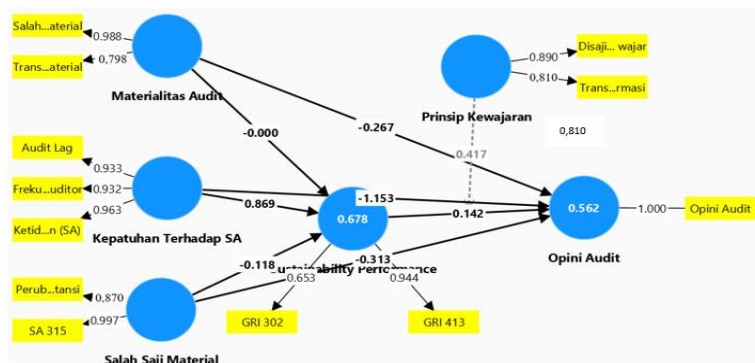 Salah...aterial
0.988
Trans...aterial
0,798
Materialitas Audit
Disaji... wajar
0.890
0,810
Trans...rmasi
Prinsip Kewajaran
0,810
-0.267
-0.000
0.417
Audit Lag
0.933
Freku...uditor
0.932
Ketid...n (SA)
0.963
Kepatuhan Terhadap SA
0.869
-1.153
0.142
0.678
0.562
1.000
Opini Audit
Opini Audit
-0.118
-0.313
Sustainability Performance
0.653
0.944
Perub...tansi
0,870
SA 315
0.997
GRI 302
GRI 413
Salah Saji Material